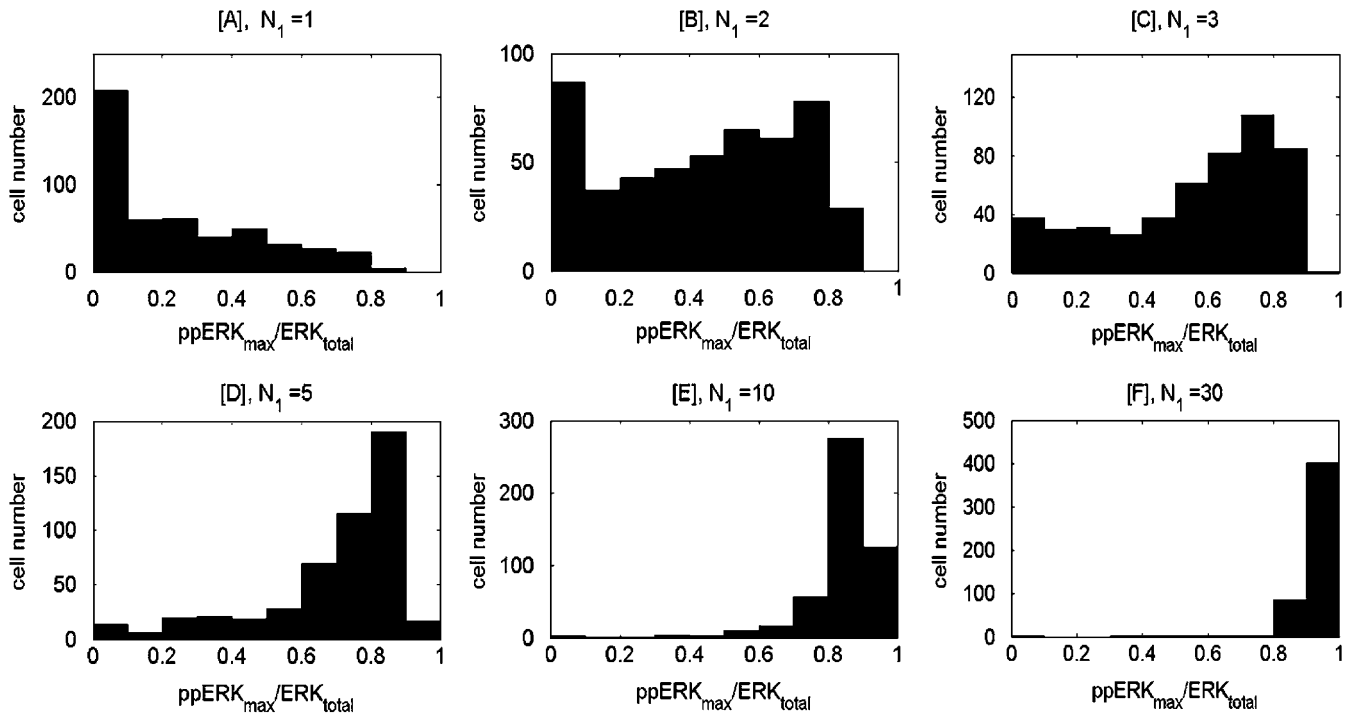 [A], N1 =1
200
100
0
cell number
0 0.2 0.4 0.6 0.8 1
ppERKmax/ERKtotal
[B], N1 =2
100
50
0
cell number
0 0.2 0.4 0.6 0.8 1
ppERKmax/ERKtotal
[C], N1 =3
120
80
40
0
cell number
0 0.2 0.4 0.6 0.8 1
ppERKmax/ERKtotal
[D], N1 =5
200
150
100
50
0
cell number
0 0.2 0.4 0.6 0.8 1
ppERKmax/ERKtotal
[E], N1 =10
300
200
100
0
cell number
0 0.2 0.4 0.6 0.8 1
ppERKmax/ERKtotal
[F], N1 =30
500
400
300
200
100
0
cell number
0 0.2 0.4 0.6 0.8 1
ppERKmax/ERKtotal